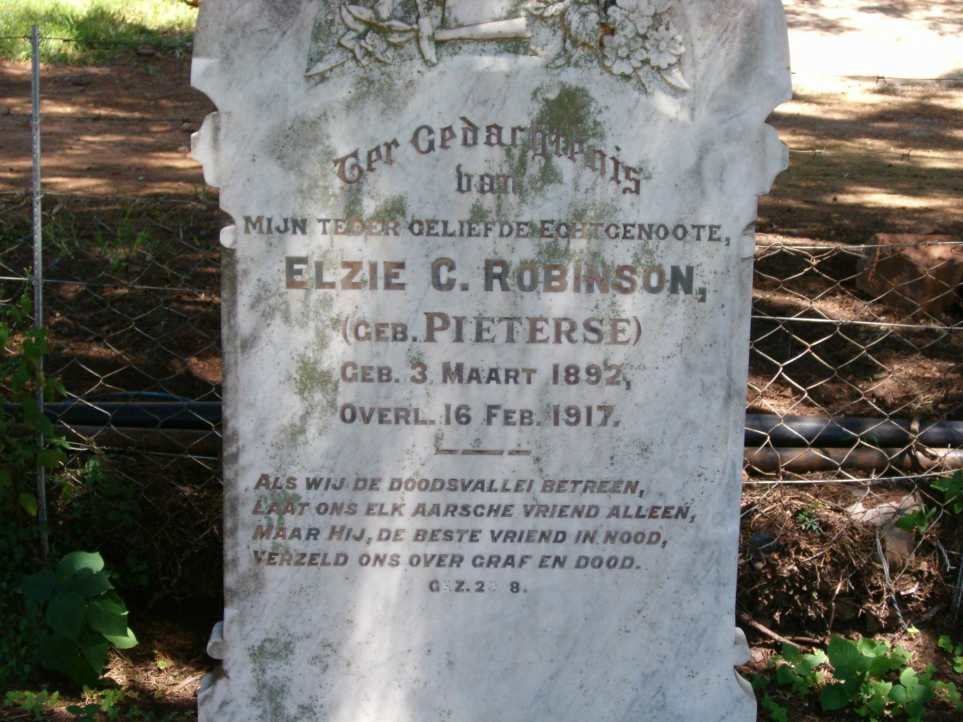 Ter Gedachtenis
van
MIJN TEDER GELIEFDE ECHTGENOOTE,
ELZIE C. ROBINSON,
(GEB. PIETERSE)
GEB. 3 MAART 1892,
OVERL. 16 FEB. 1917.
ALS WIJ DE DOODSVALLEI BETREEN,
LAAT ONS ELK AARSCHE VRIEND ALLEEN,
MAAR HIJ, DE BESTE VRIEND IN NOOD,
VERZELD ONS OVER GRAF EN DOOD.
GEZ.